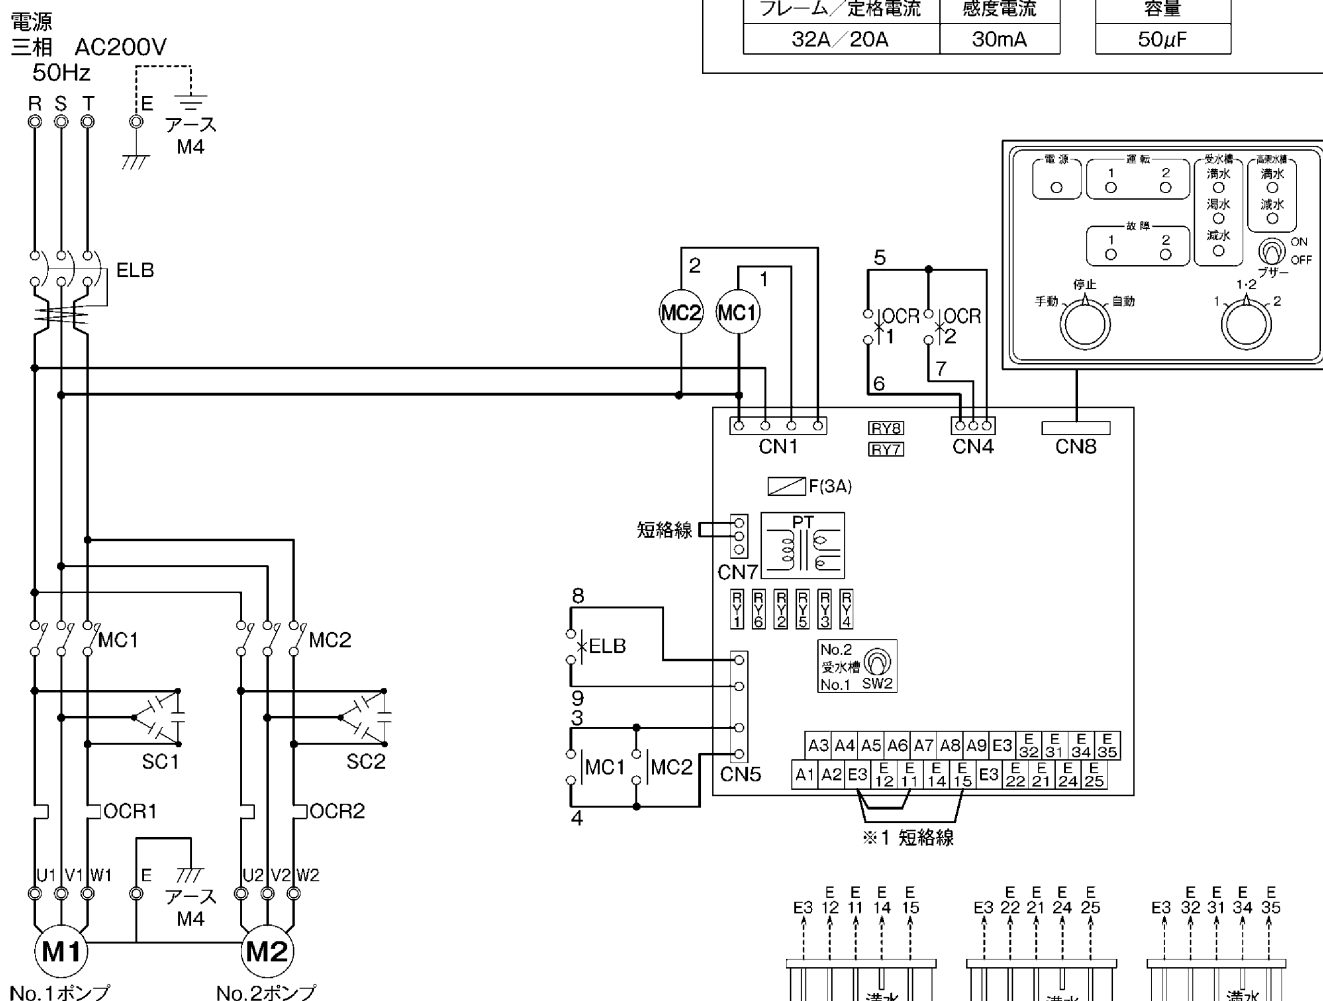 電源
三相 AC200V
50Hz
R S T E
アース
M4
フレーム／定格電流 感度電流 容量
32A／20A 30mA 50μF
ELB
電源 運転 受水槽 高架水槽
1 2 満水 満水
渇水 減水
故障
1 2 減水
ON
OFF
ブザー
停止
手動 自動
1・2
1 2
2
1
MC2 MC1
5
OCR
1
OCR
2
6
7
CN1
RY8
RY7
CN4
CN8
F(3A)
短絡線
PT
CN7
RY1 RY6 RY2 RY5 RY3 RY4
8
ELB
9
3
MC1 MC2
4
CN5
No.2
受水槽
No.1 SW2
A3 A4 A5 A6 A7 A8 A9 E3 E32 E31 E34 E35
A1 A2 E3 E12 E11 E14 E15 E3 E22 E21 E24 E25
※1 短絡線
MC1 MC2
SC1 SC2
OCR1 OCR2
U1 V1 W1 E U2 V2 W2
アース
M4
M1 M2
No.1ポンプ No.2ポンプ
E3 E12 E11 E14 E15
E3 E22 E21 E24 E25
E3 E32 E31 E34 E35
満水 満水 満水